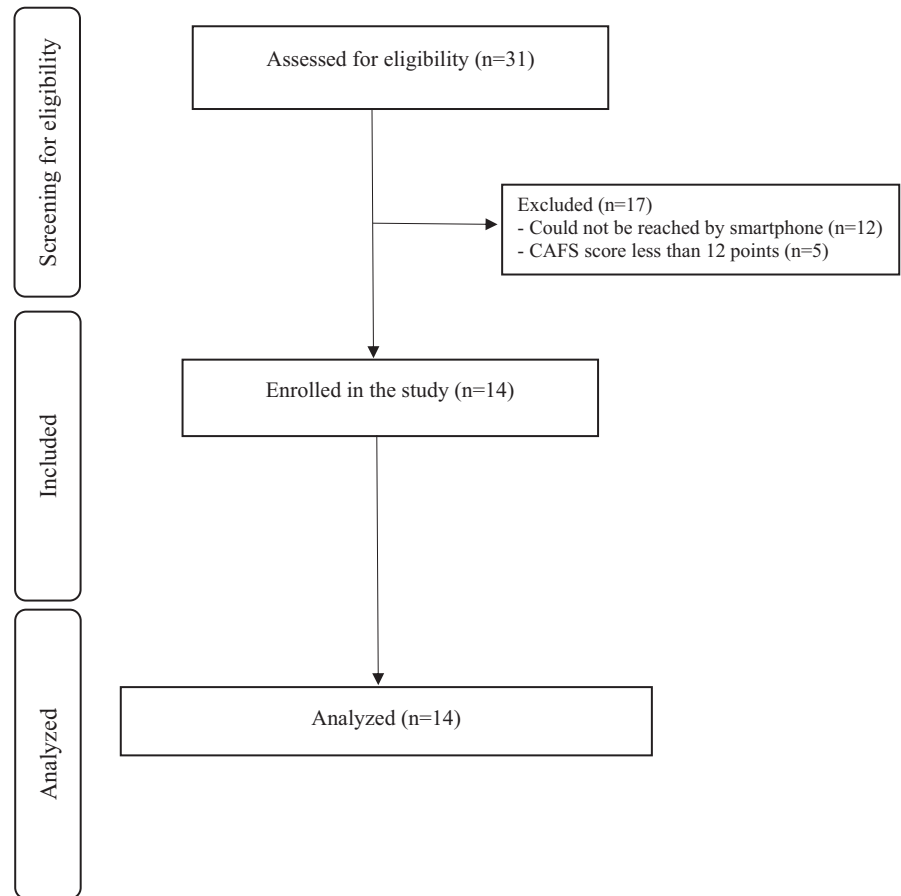 Screening for eligibility
Assessed for eligibility (n=31)
Excluded (n=17)
- Could not be reached by smartphone (n=12)
- CAFS score less than 12 points (n=5)
Included
Enrolled in the study (n=14)
Analyzed
Analyzed (n=14)